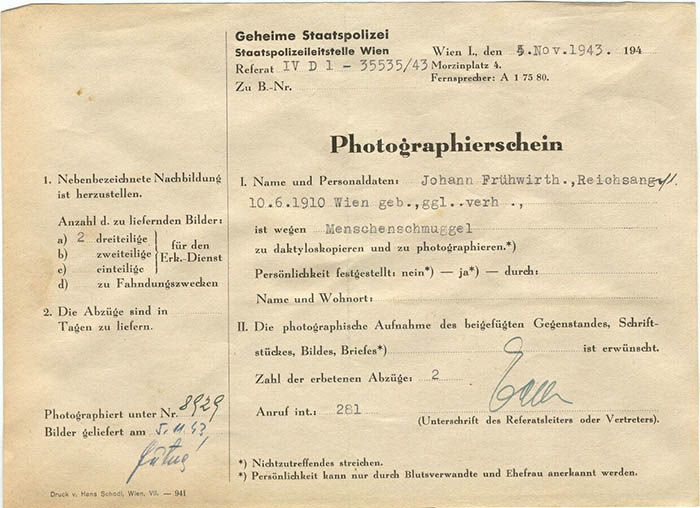 Geheime Staatspolizei
Staatspolizeileitstelle Wien
Referat IV D 1 - 35535/43
Zu B.-Nr.
Wien I., den 5. Nov. 1943. 194
Morzinplatz 4.
Fernsprecher: A 1 75 80.
Photographierschein
1. Nebenbezeichnete Nachbildung
ist herzustellen.
Anzahl d. zu liefernden Bilder:
a) 2 dreiteilige
b) zweiteilige
c) einteilige
für den
Erk.-Dienst
d) zu Fahndungszwecken
2. Die Abzüge sind in
Tagen zu liefern.
Photographiert unter Nr. 8929
Bilder geliefert am 5.11.43
I. Name und Personaldaten: Johann Frühwirth., Reichsang
10.6.1910 Wien geb., ggl..verh .,
ist wegen Menschenschmuggel
zu daktyloskopieren und zu photographieren.*)
Persönlichkeit festgestellt: nein*) — ja*) — durch:
Name und Wohnort:
II. Die photographische Aufnahme des beigefügten Gegenstandes, Schrift-
stückes, Bildes, Briefes*) ist erwünscht.
Zahl der erbetenen Abzüge: 2
Anruf int.: 281
(Unterschrift des Referatsleiters oder Vertreters).
*) Nichtzutreffendes streichen.
*) Persönlichkeit kann nur durch Blutsverwandte und Ehefrau anerkannt werden.
Druck v. Hans Schödl, Wien, VII. — 941